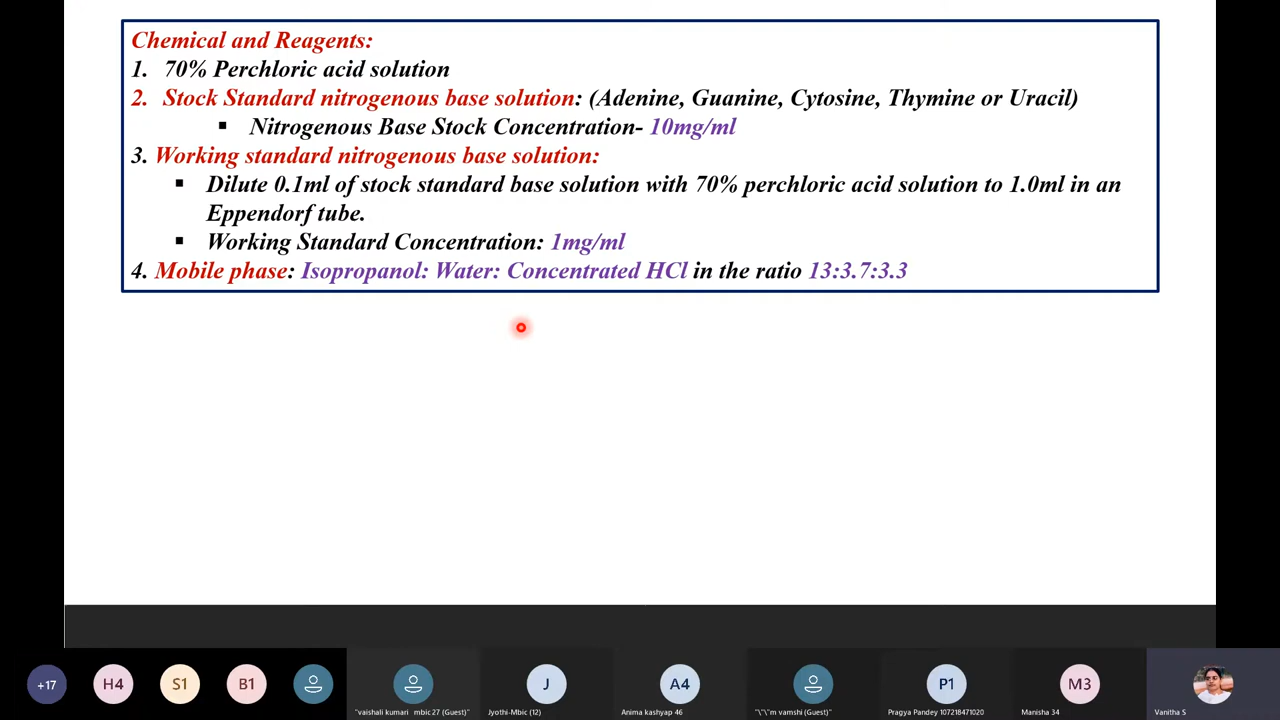 Chemical and Reagents:
1. 70% Perchloric acid solution
2. Stock Standard nitrogenous base solution: (Adenine, Guanine, Cytosine, Thymine or Uracil)
▪ Nitrogenous Base Stock Concentration- 10mg/ml
3. Working standard nitrogenous base solution:
▪ Dilute 0.1ml of stock standard base solution with 70% perchloric acid solution to 1.0ml in an
Eppendorf tube.
▪ Working Standard Concentration: 1mg/ml
4. Mobile phase: Isopropanol: Water: Concentrated HCl in the ratio 13:3.7:3.3
+17 H4 S1 B1 J A4 P1 M3
"vaishali kumari mbic 27 (Guest)" Jyothi-Mbic (12) Anima kashyap 46 "\"\"m vamshi (Guest)" Pragya Pandey 107218471020 Manisha 34 Vanitha S